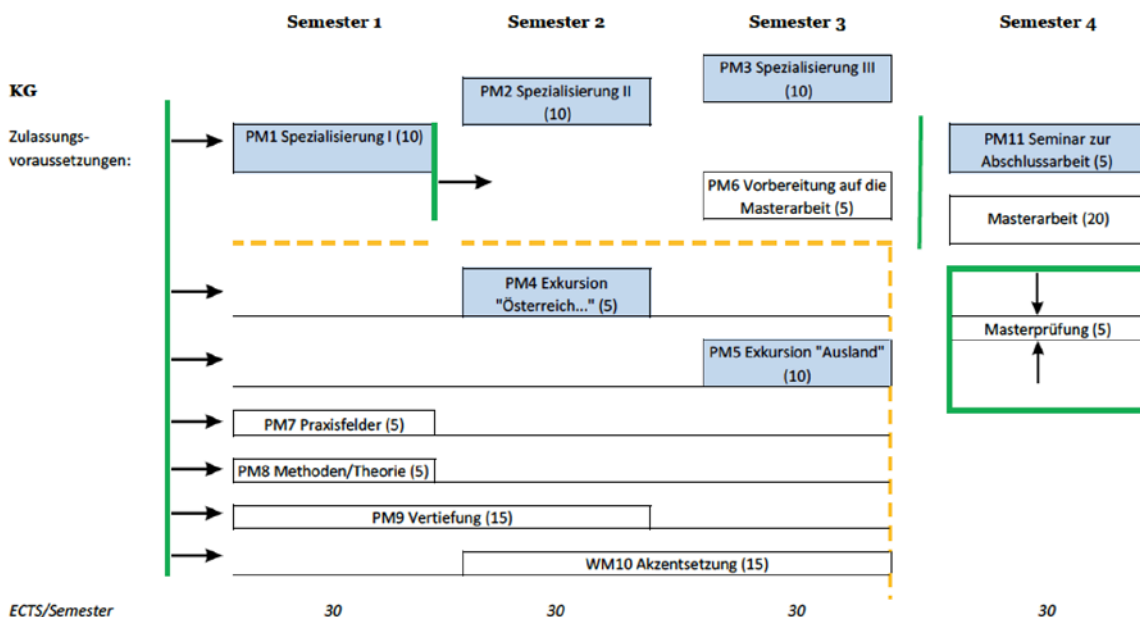 Semester 1
Semester 2
Semester 3
Semester 4
KG
Zulassungs-
voraussetzungen:
PM1 Spezialisierung I (10)
PM2 Spezialisierung II
(10)
PM3 Spezialisierung III
(10)
PM11 Seminar zur
Abschlussarbeit (5)
PM6 Vorbereitung auf die
Masterarbeit (5)
Masterarbeit (20)
PM4 Exkursion
"Österreich..." (5)
Masterprüfung (5)
PM5 Exkursion "Ausland"
(10)
PM7 Praxisfelder (5)
PM8 Methoden/Theorie (5)
PM9 Vertiefung (15)
WM10 Akzentsetzung (15)
ECTS/Semester
30
30
30
30